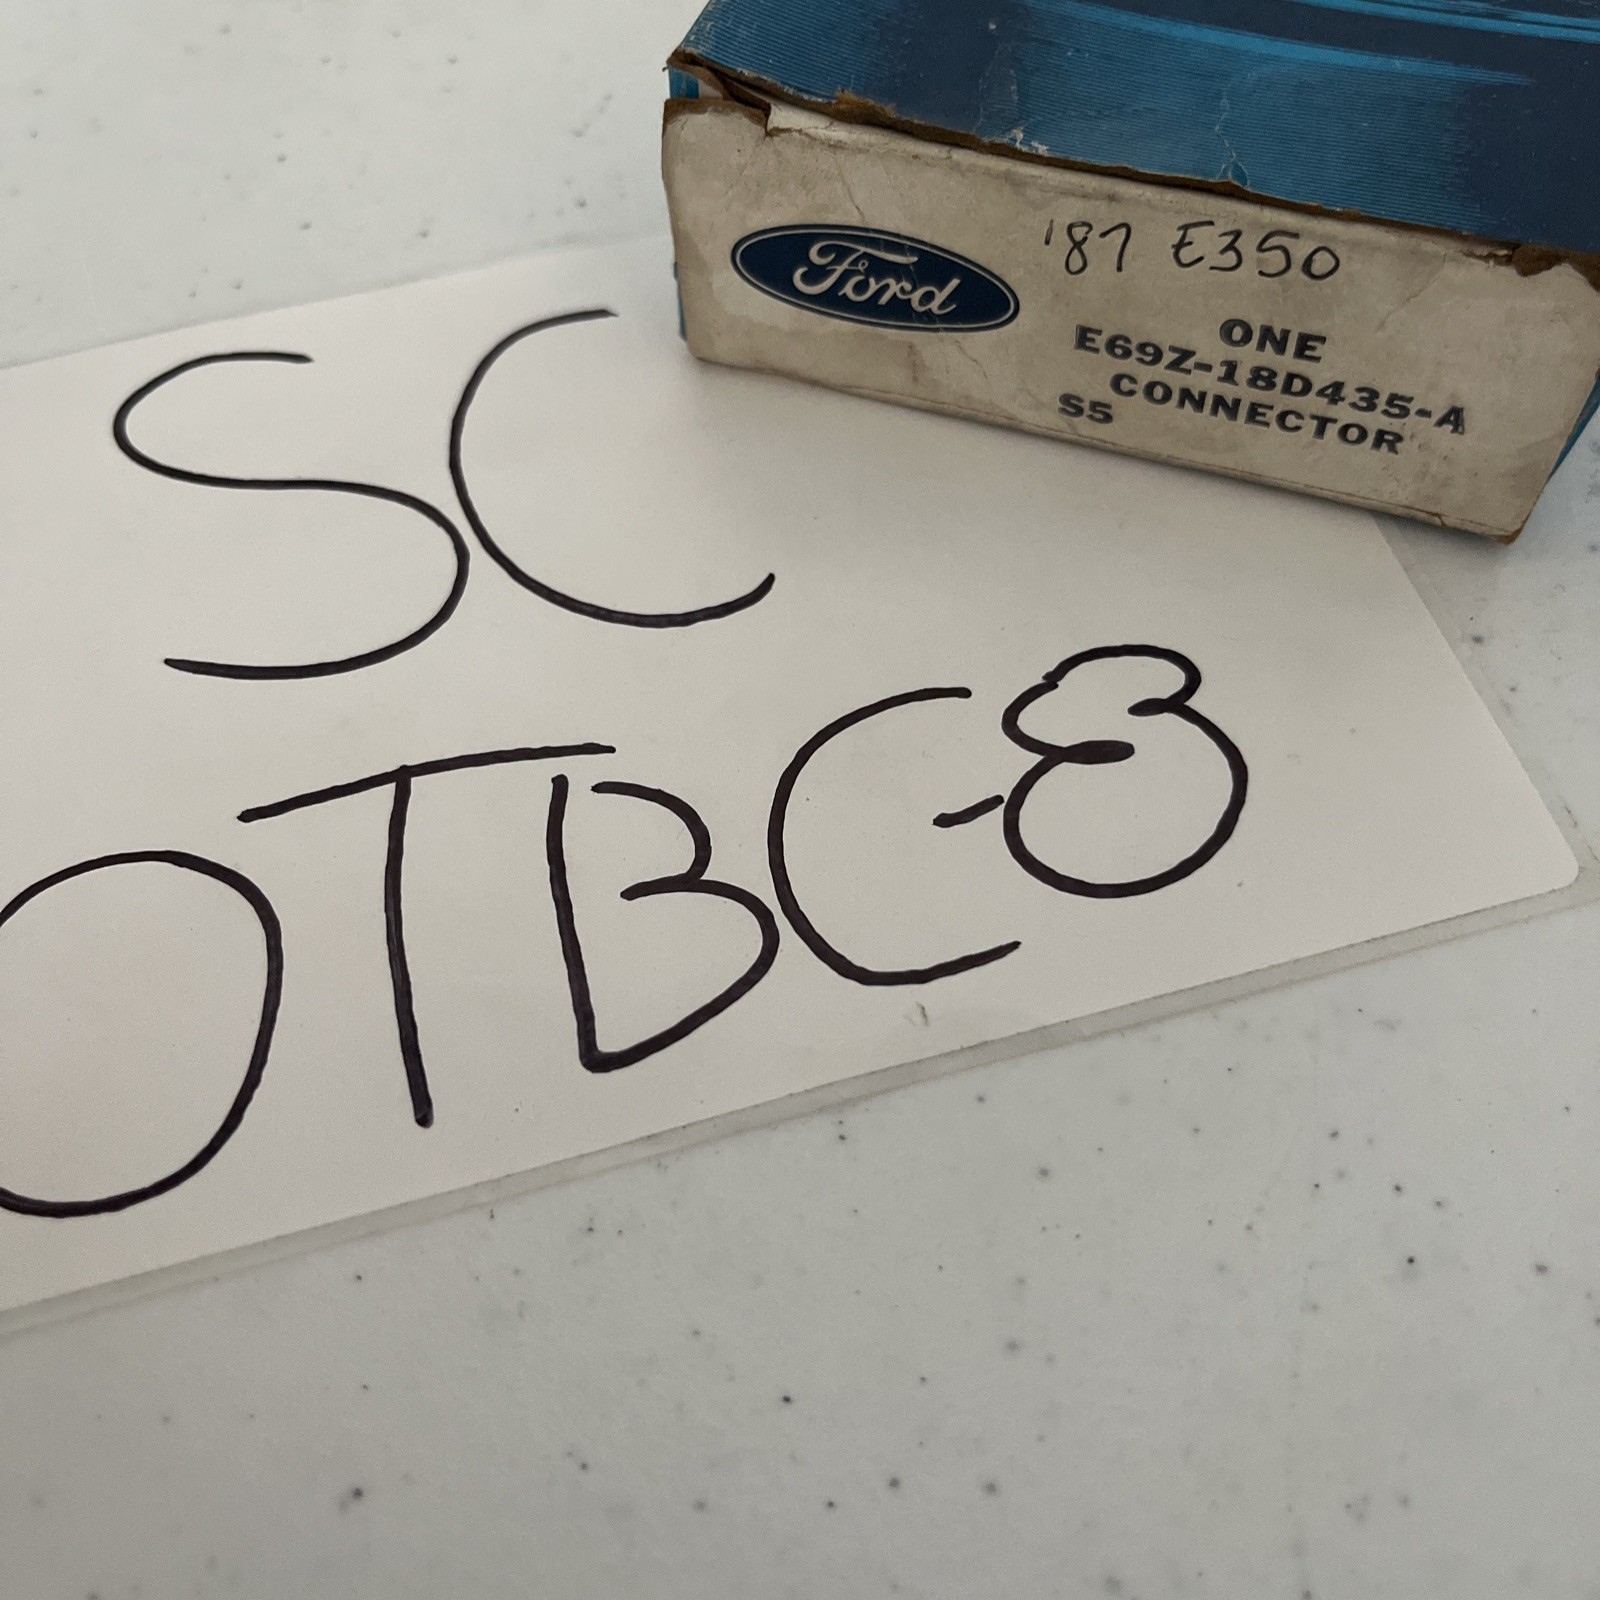 Ford
'87 E350
ONE
E69Z-18D435-A
CONNECTOR
S5
SC
OTBC-8